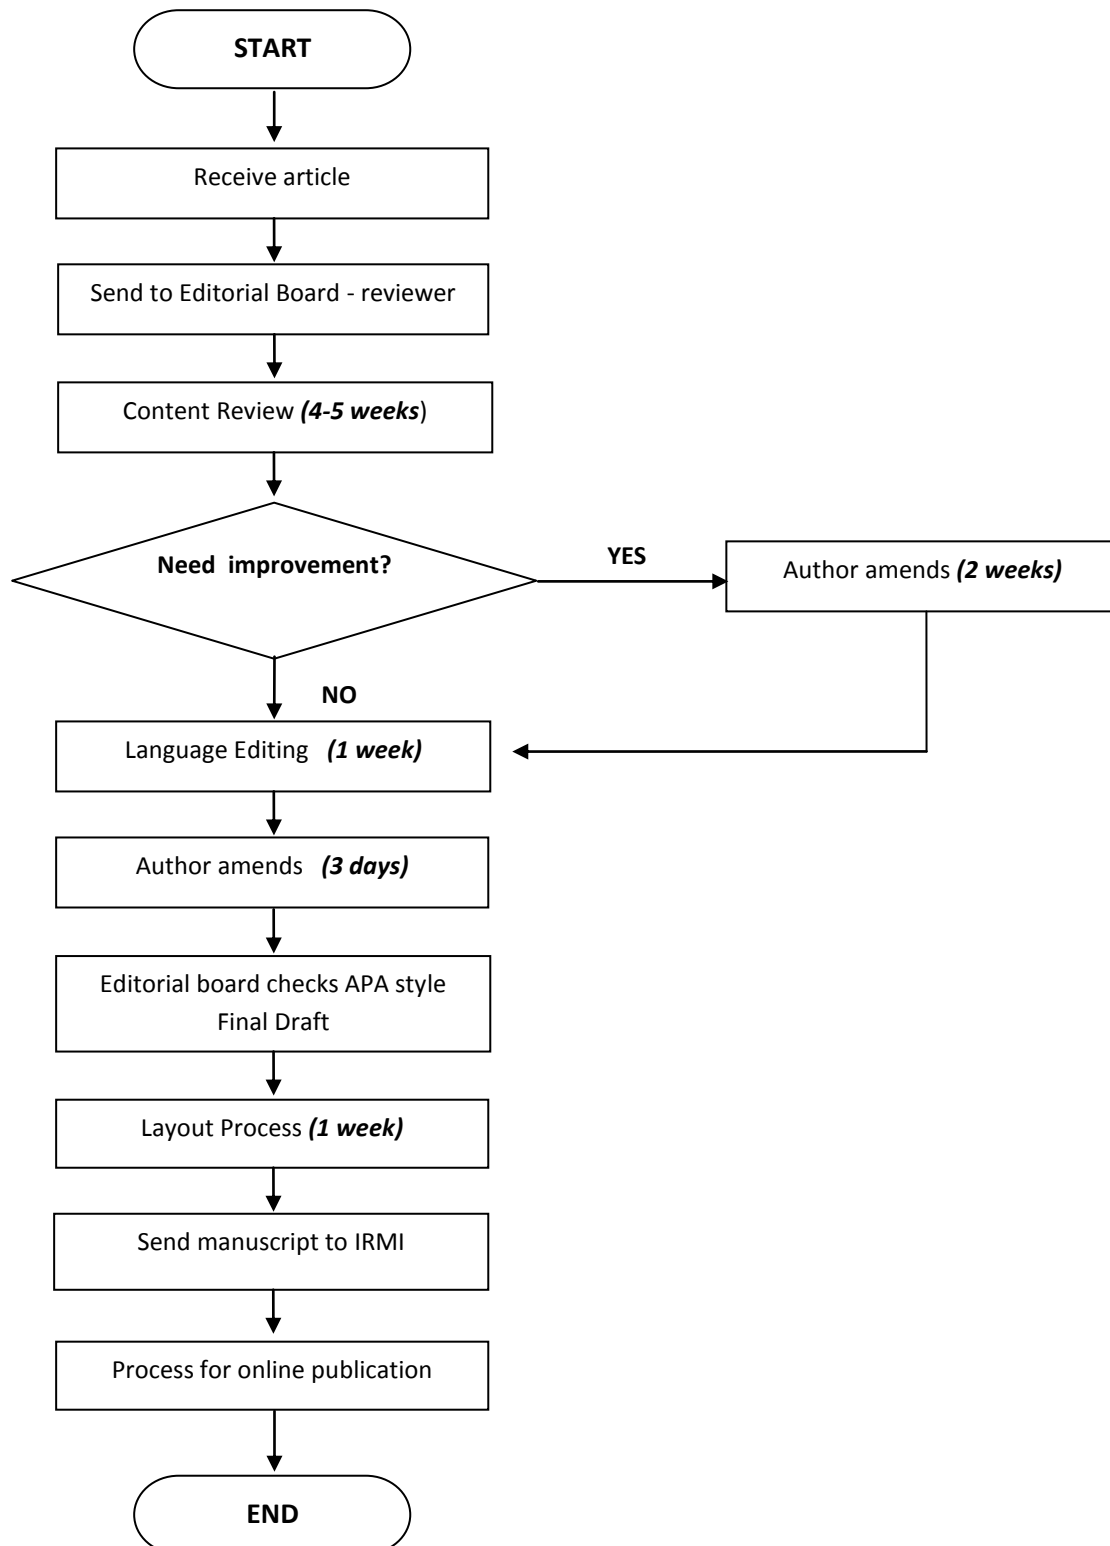 START
Receive article
Send to Editorial Board - reviewer
Content Review (4-5 weeks)
Need improvement?
YES
Author amends (2 weeks)
NO
Language Editing (1 week)
Author amends (3 days)
Editorial board checks APA style
Final Draft
Layout Process (1 week)
Send manuscript to IRMI
Process for online publication
END